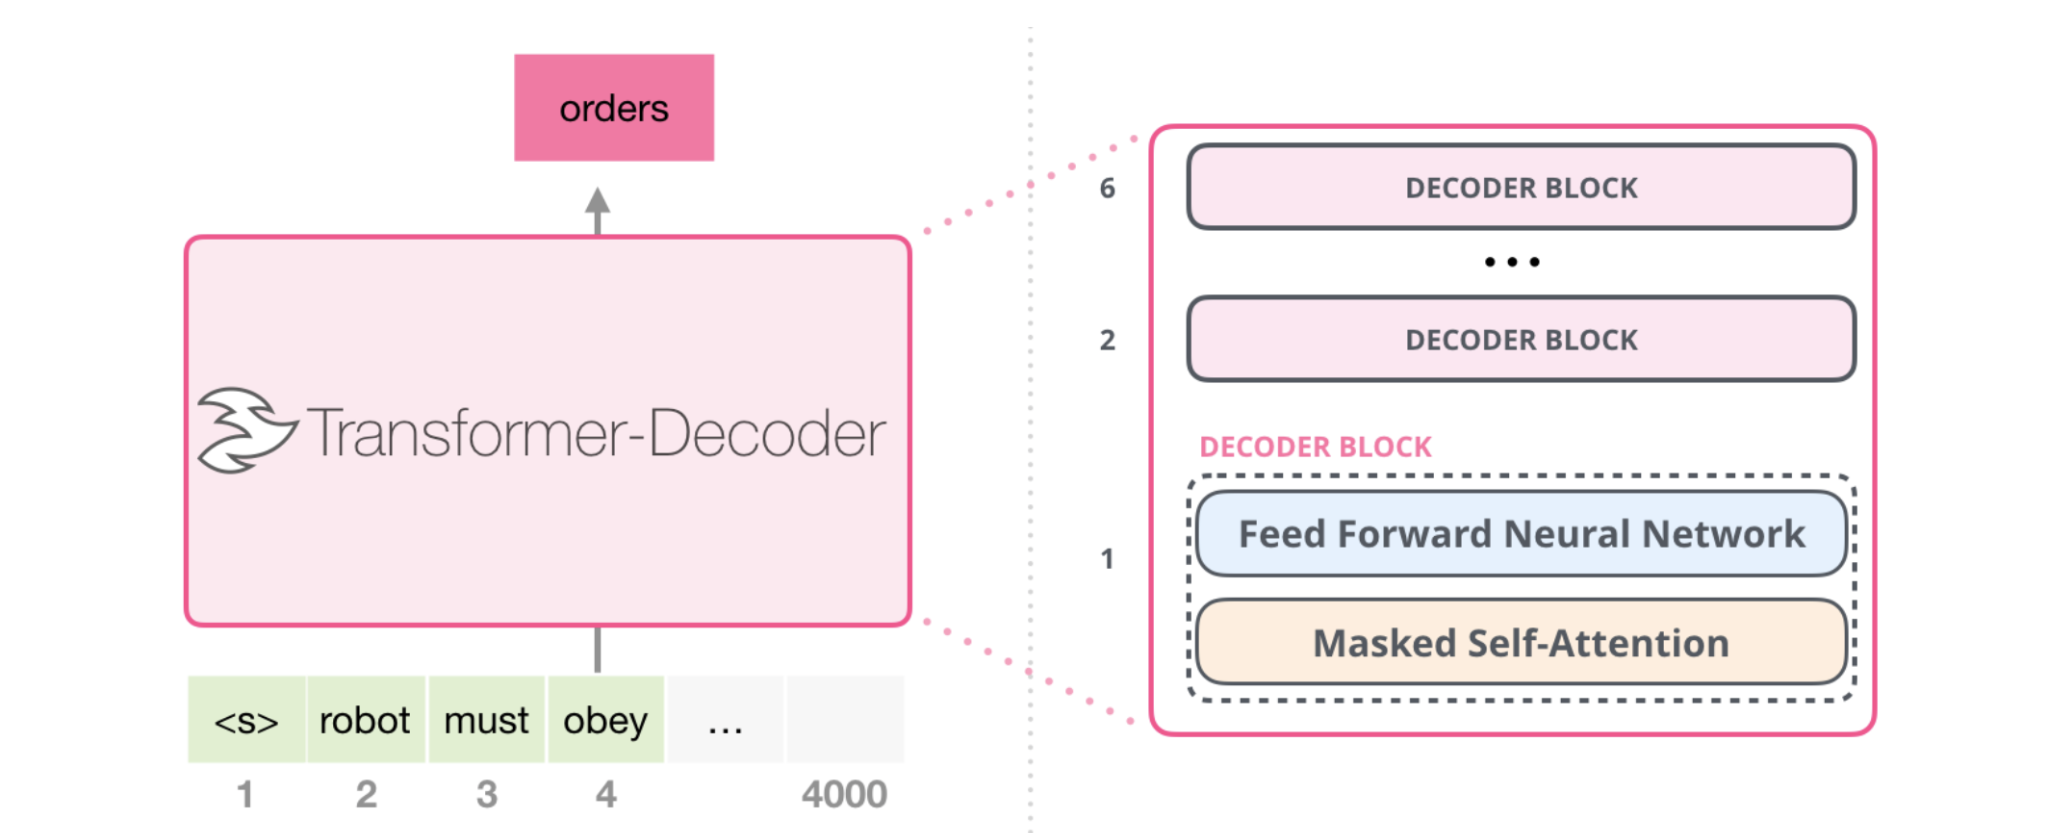 orders
Transformer-Decoder
<s> robot must obey ...
1 2 3 4 4000
6 DECODER BLOCK
...
2 DECODER BLOCK
DECODER BLOCK
Feed Forward Neural Network
1
Masked Self-Attention